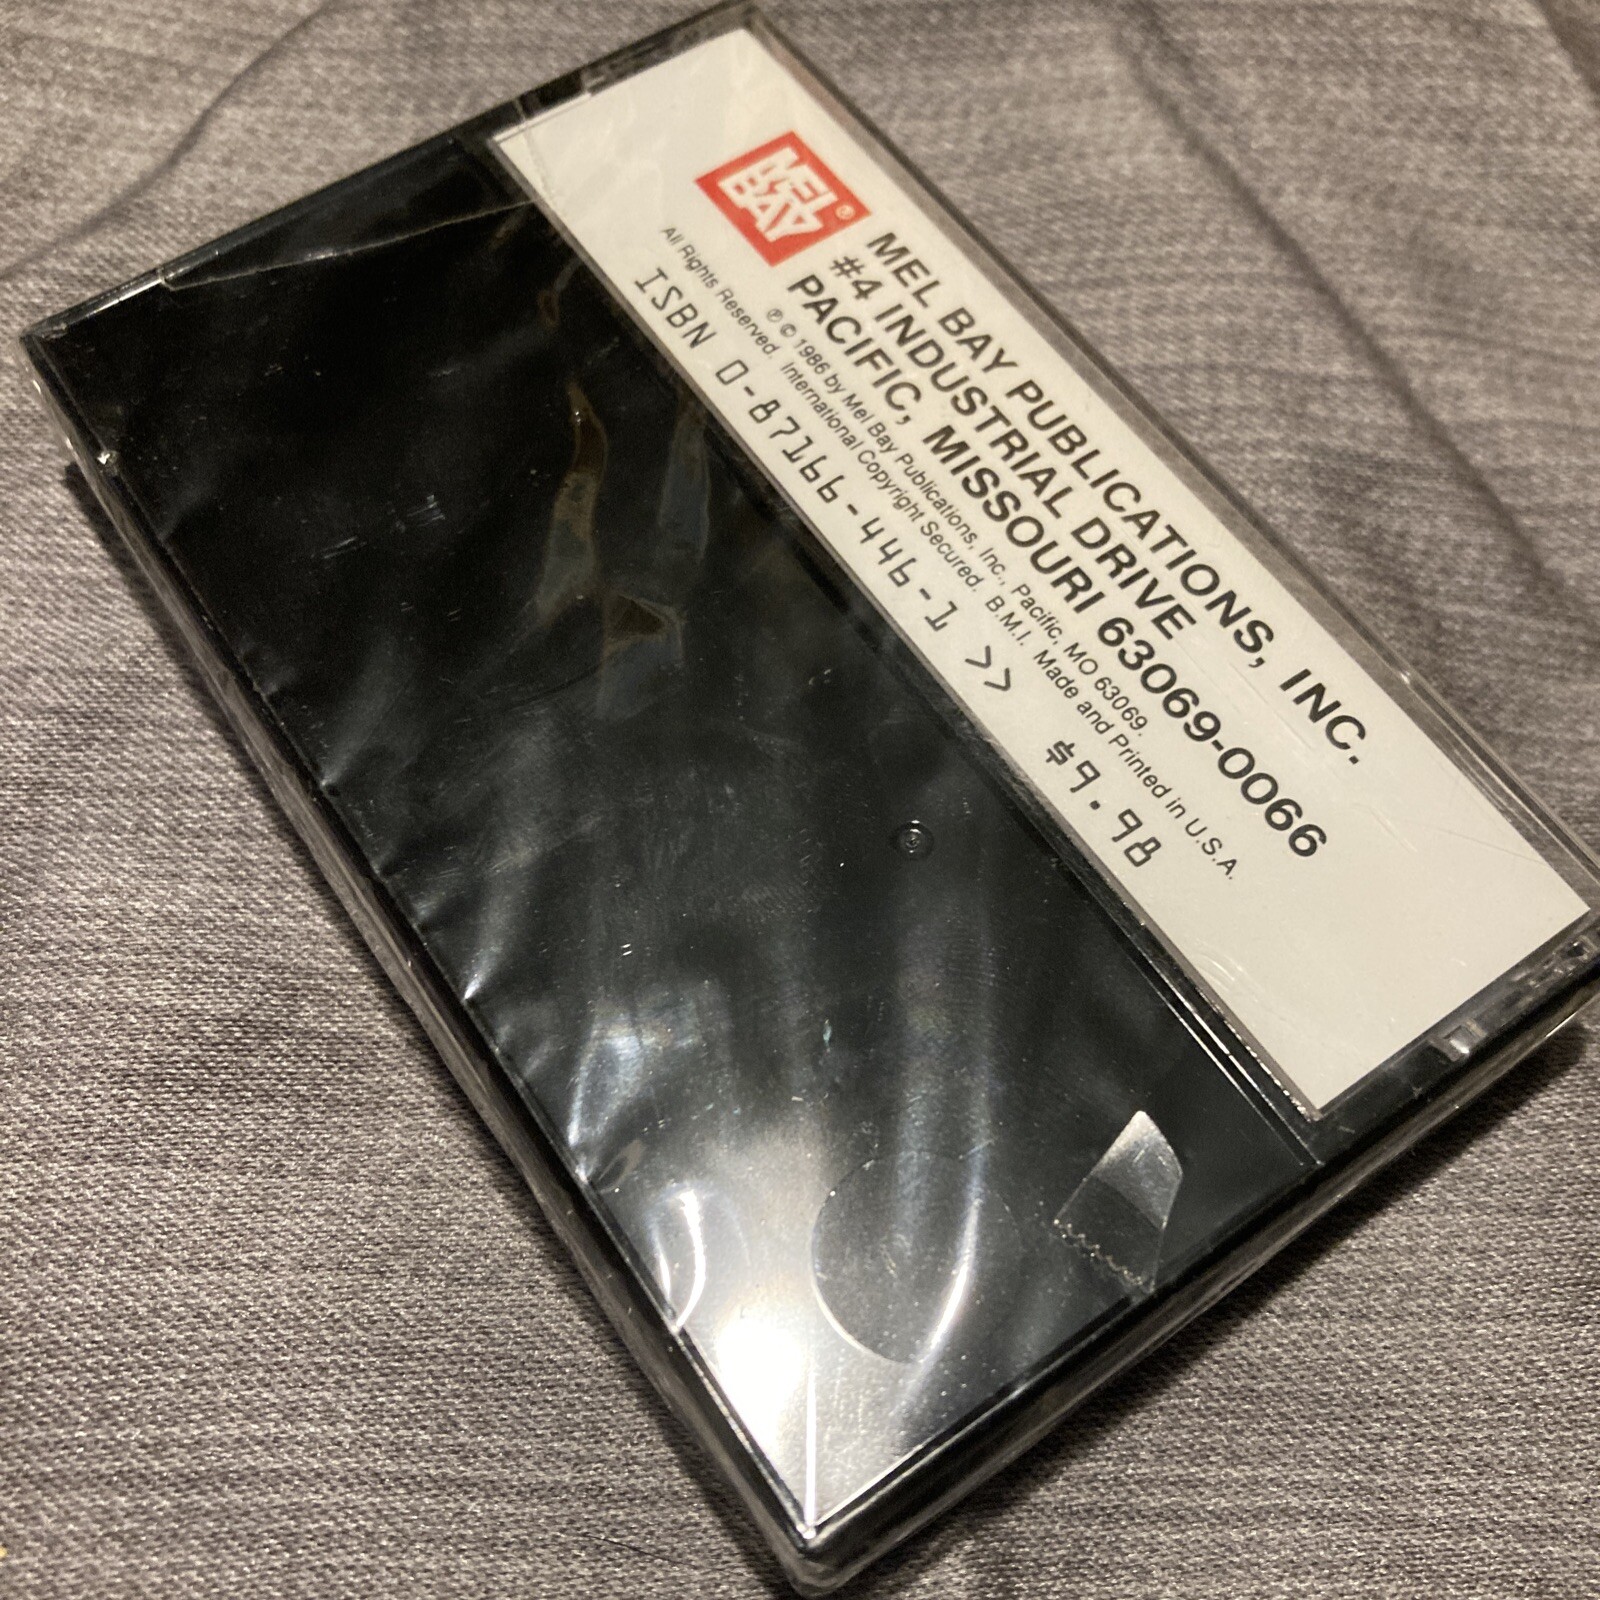 MEL
BAY®
MEL BAY PUBLICATIONS, INC.
#4 INDUSTRIAL DRIVE
PACIFIC, MISSOURI 63069-0066
℗ © 1986 by Mel Bay Publications, Inc., Pacific, MO 63069.
All Rights Reserved. International Copyright Secured. B.M.I. Made and Printed in U.S.A.
ISBN 0-87166-446-1 >> $9.98